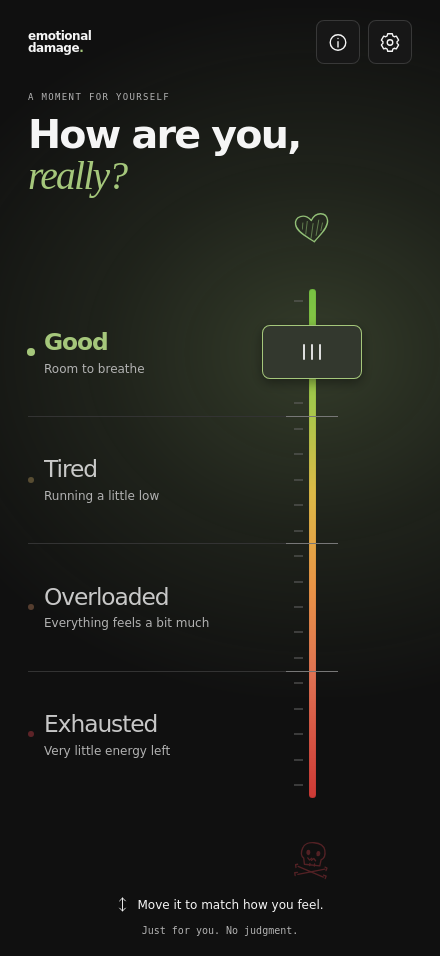 emotional
damage.
A MOMENT FOR YOURSELF
How are you,
really?
Good
Room to breathe
Tired
Running a little low
Overloaded
Everything feels a bit much
Exhausted
Very little energy left
Move it to match how you feel.
Just for you. No judgment.